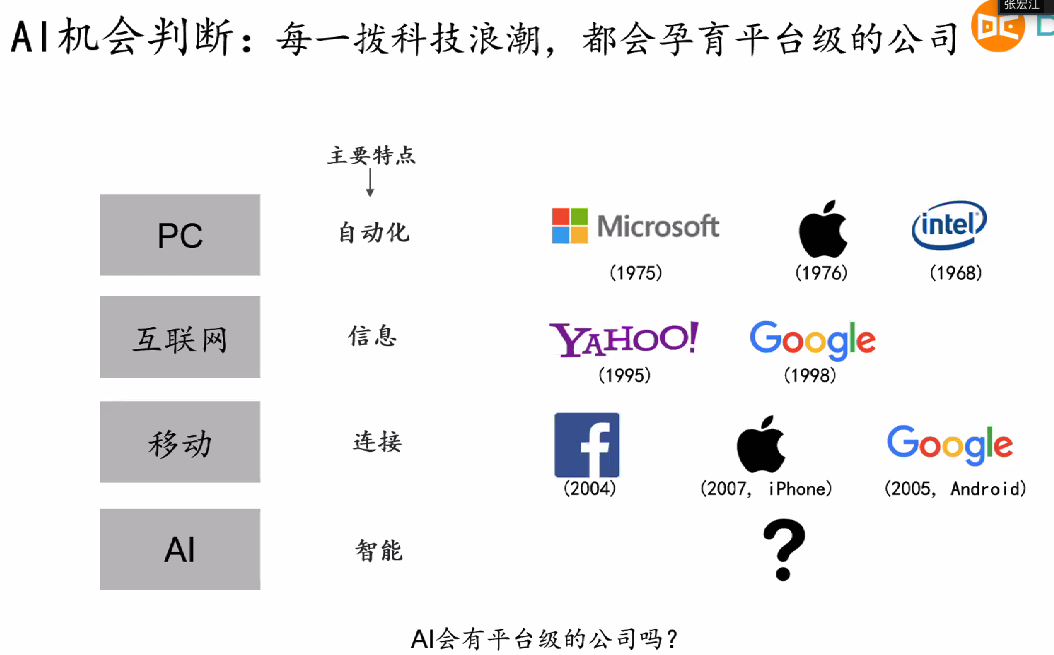 张宏江
AI机会判断：每一拨科技浪潮，都会孕育平台级的公司
主要特点
PC 自动化 Microsoft intel
(1975) (1976) (1968)
互联网 信息 YAHOO! Google
(1995) (1998)
移动 连接 f Google
(2004) (2007, iPhone) (2005, Android)
AI 智能 ?
AI会有平台级的公司吗？